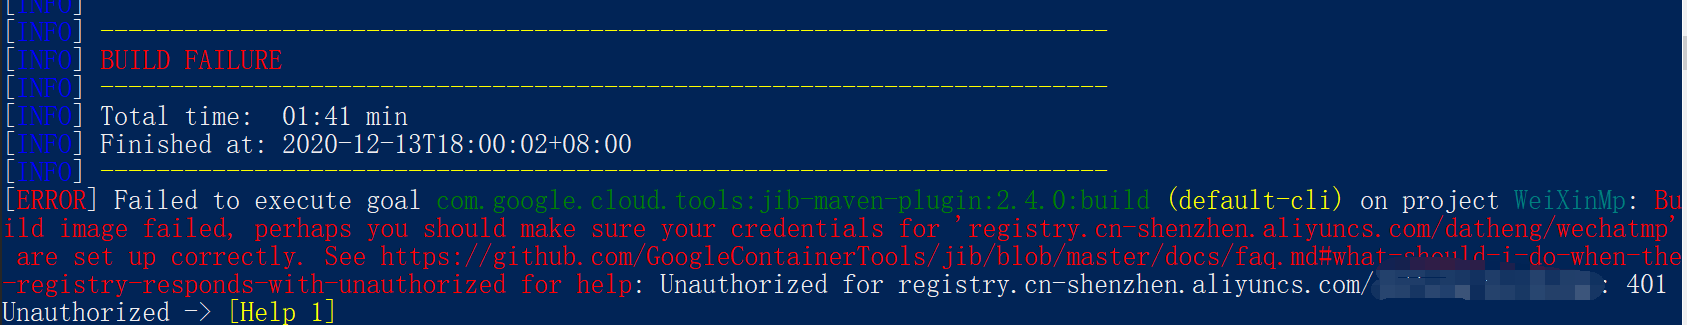 [INFO]
[INFO] ------------------------------------------------------------------------
[INFO] BUILD FAILURE
[INFO] ------------------------------------------------------------------------
[INFO] Total time:  01:41 min
[INFO] Finished at: 2020-12-13T18:00:02+08:00
[INFO] ------------------------------------------------------------------------
[ERROR] Failed to execute goal com.google.cloud.tools:jib-maven-plugin:2.4.0:build (default-cli) on project WeiXinMp: Bu
ild image failed, perhaps you should make sure your credentials for 'registry.cn-shenzhen.aliyuncs.com/datheng/wechatmp'
 are set up correctly. See https://github.com/GoogleContainerTools/jib/blob/master/docs/faq.md#what-should-i-do-when-the
-registry-responds-with-unauthorized for help: Unauthorized for registry.cn-shenzhen.aliyuncs.com/ : 401
Unauthorized -> [Help 1]